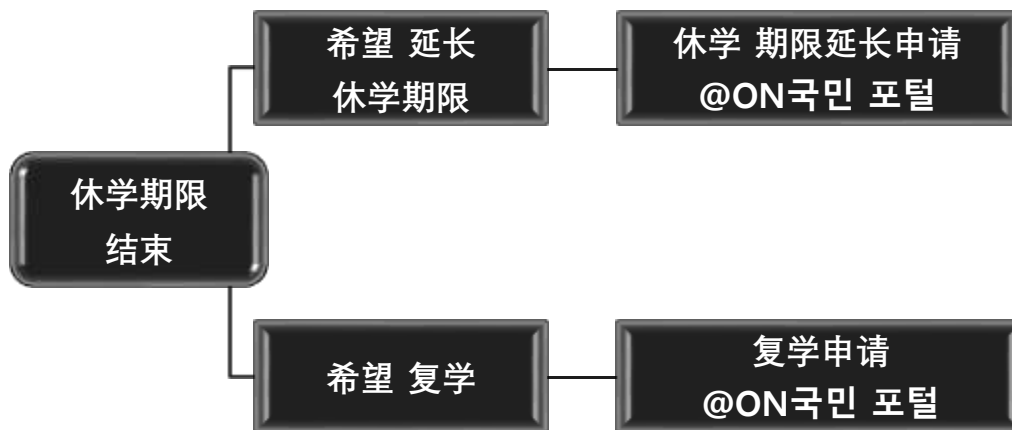 希望 延长
休学期限
休学 期限延长申请
@ON국민 포털
休学期限
结束
希望 复学
复学申请
@ON국민 포털